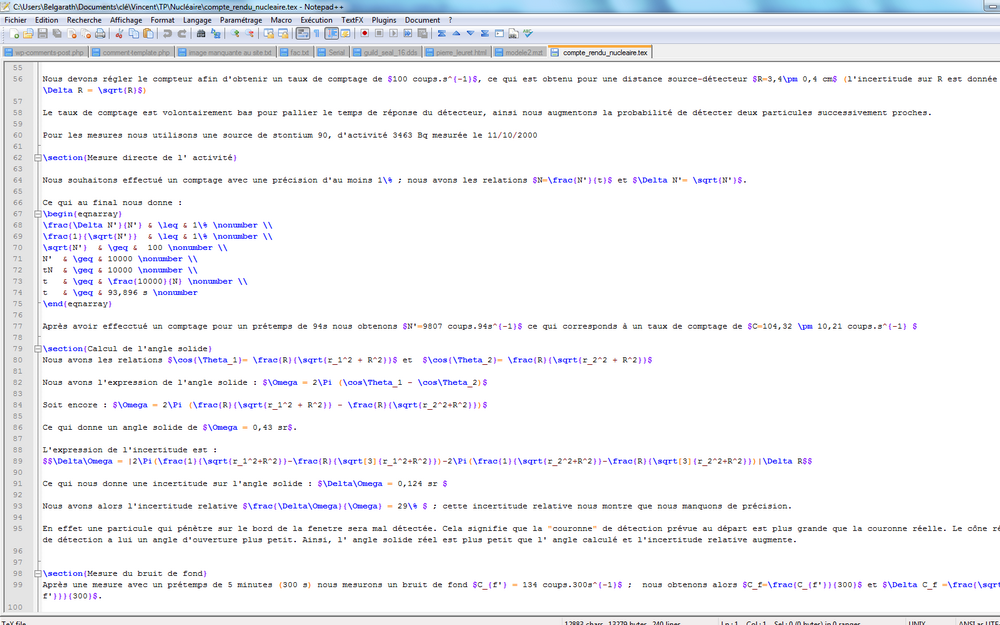 C:\Users\Belgarath\Documents\clé\Vincent\TP\Nucléaire\compte_rendu_nucleaire.tex - Notepad++
Fichier Edition Recherche Affichage Format Langage Paramétrage Macro Exécution TextFX Plugins Document ?
wp-comments-post.php comment-template.php image manquante au site.txt fac.txt Serial guild_seal_16.dds pierre_jeuret.html modele2.mzt compte_rendu_nucleaire.tex
55
56 Nous devons régler le compteur afin d'obtenir un taux de comptage de $100 coups.s^{-1}$, ce qui est obtenu pour une distance source-détecteur $R=3,4\pm 0,4 cm$ (l'incertitude sur R est donnée
\Delta R = \sqrt{R}$)
57
58 Le taux de comptage est volontairement bas pour pallier le temps de réponse du détecteur, ainsi nous augmentons la probabilité de détecter deux particules successivement proches.
59
60 Pour les mesures nous utilisons une source de stontium 90, d'activité 3463 Bq mesurée le 11/10/2000
61
62 \section{Mesure directe de l' activité}
63
64 Nous souhaitons effectué un comptage avec une précision d'au moins 1\% ; nous avons les relations $N=\frac{N'}{t}$ et $\Delta N'= \sqrt{N'}$.
65
66 Ce qui au final nous donne :
67 \begin{eqnarray}
68 \frac{\Delta N'}{N'} & \leq & 1\% \nonumber \\
69 \frac{1}{\sqrt{N'}} & \leq & 1\% \nonumber \\
70 \sqrt{N'} & \geq & 100 \nonumber \\
71 N' & \geq & 10000 \nonumber \\
72 tN & \geq & 10000 \nonumber \\
73 t & \geq & \frac{10000}{N} \nonumber \\
74 t & \geq & 93,896 s \nonumber
75 \end{eqnarray}
76
77 Après avoir effecctué un comptage pour un prétemps de 94s nous obtenons $N'=9807 coups.94s^{-1}$ ce qui corresponds à un taux de comptage de $C=104,32 \pm 10,21 coups.s^{-1} $
78
79 \section{Calcul de l'angle solide}
80 Nous avons les relations $\cos{\Theta_1}= \frac{R}{\sqrt{r_1^2 + R^2}}$ et $\cos{\Theta_2}= \frac{R}{\sqrt{r_2^2 + R^2}}$
81
82 Nous avons l'expression de l'angle solide : $\Omega = 2\Pi (\cos\Theta_1 - \cos\Theta_2)$
83
84 Soit encore : $\Omega = 2\Pi (\frac{R}{\sqrt{r_1^2 + R^2}} - \frac{R}{\sqrt{r_2^2+R^2}})$
85
86 Ce qui donne un angle solide de $\Omega = 0,43 sr$.
87
88 L'expression de l'incertitude est :
89 $$\Delta\Omega = |2\Pi(\frac{1}{\sqrt{r_1^2+R^2}}-\frac{R}{\sqrt[3]{r_1^2+R^2}})-2\Pi(\frac{1}{\sqrt{r_2^2+R^2}}-\frac{R}{\sqrt[3]{r_2^2+R^2}})|\Delta R$$
90
91 Ce qui nous donne une incertitude sur l'angle solide : $\Delta\Omega = 0,124 sr $
92
93 Nous avons alors l'incertitude relative $\frac{\Delta\Omega}{\Omega} = 29\% $ ; cette incertitude relative nous montre que nous manquons de précision.
94
95 En effet une particule qui pénètre sur le bord de la fenetre sera mal détectée. Cela signifie que la "couronne" de détection prévue au départ est plus grande que la couronne réelle. Le cône ré
de détection a lui un angle d'ouverture plus petit. Ainsi, l' angle solide réel est plus petit que l' angle calculé et l'incertitude relative augmente.
96
97
98 \section{Mesure du bruit de fond}
99 Après une mesure avec un prétemps de 5 minutes (300 s) nous mesurons un bruit de fond $C_{f'} = 134 coups.300s^{-1}$ ; nous obtenons alors $C_f=\frac{C_{f'}}{300}$ et $\Delta C_f =\frac{\sqrt
f'}}}{300}$.
100
TeX file 12883 chars 13279 bytes 240 lines Ln : 1 Col : 1 Sel : 0 (0 bytes) in 0 ranges UNIX ANSI as UTF-